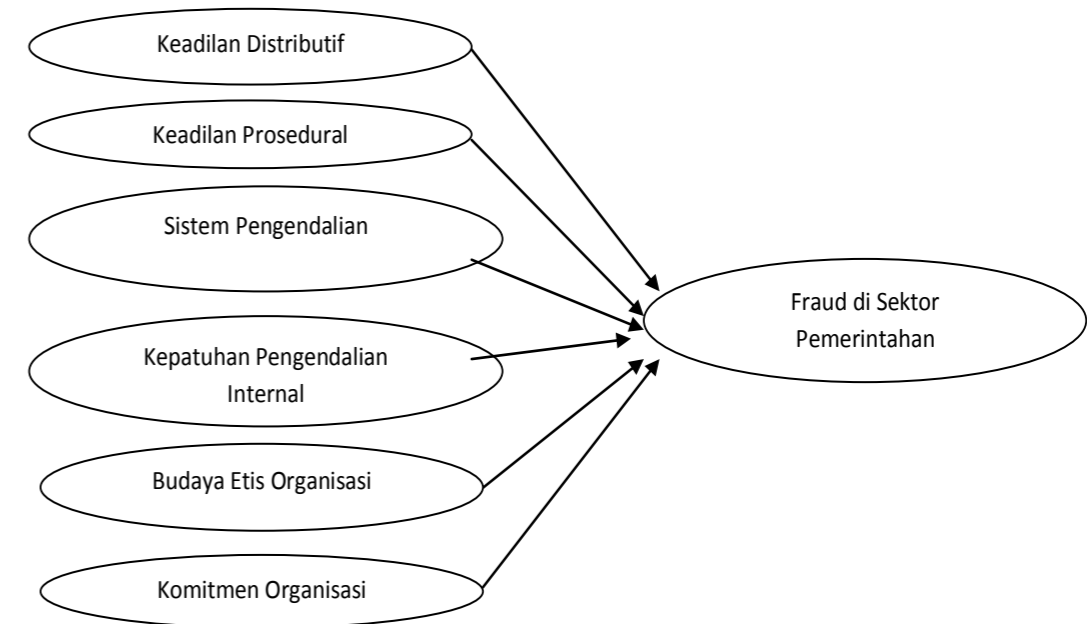 Keadilan Distributif
Keadilan Prosedural
Sistem Pengendalian
Kepatuhan Pengendalian
Internal
Budaya Etis Organisasi
Komitmen Organisasi
Fraud di Sektor
Pemerintahan